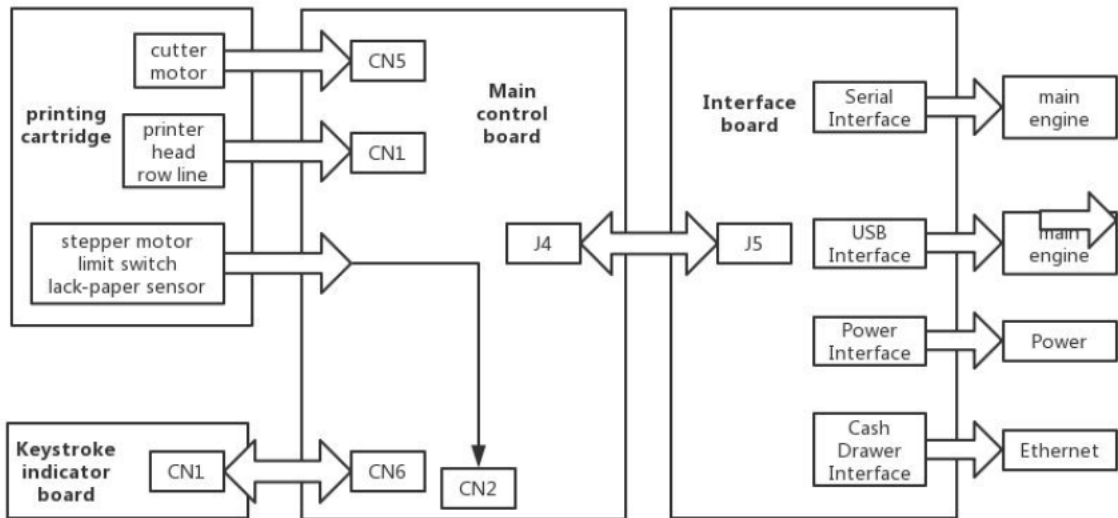 printing
cartridge
cutter
motor
printer
head
row line
stepper motor
limit switch
lack-paper sensor
Keystroke
indicator
board
CN1
Main
control
board
CN5
CN1
J4
CN6
CN2
Interface
board
J5
Serial
Interface
USB
Interface
Power
Interface
Cash
Drawer
Interface
main
engine
main
engine
Power
Ethernet